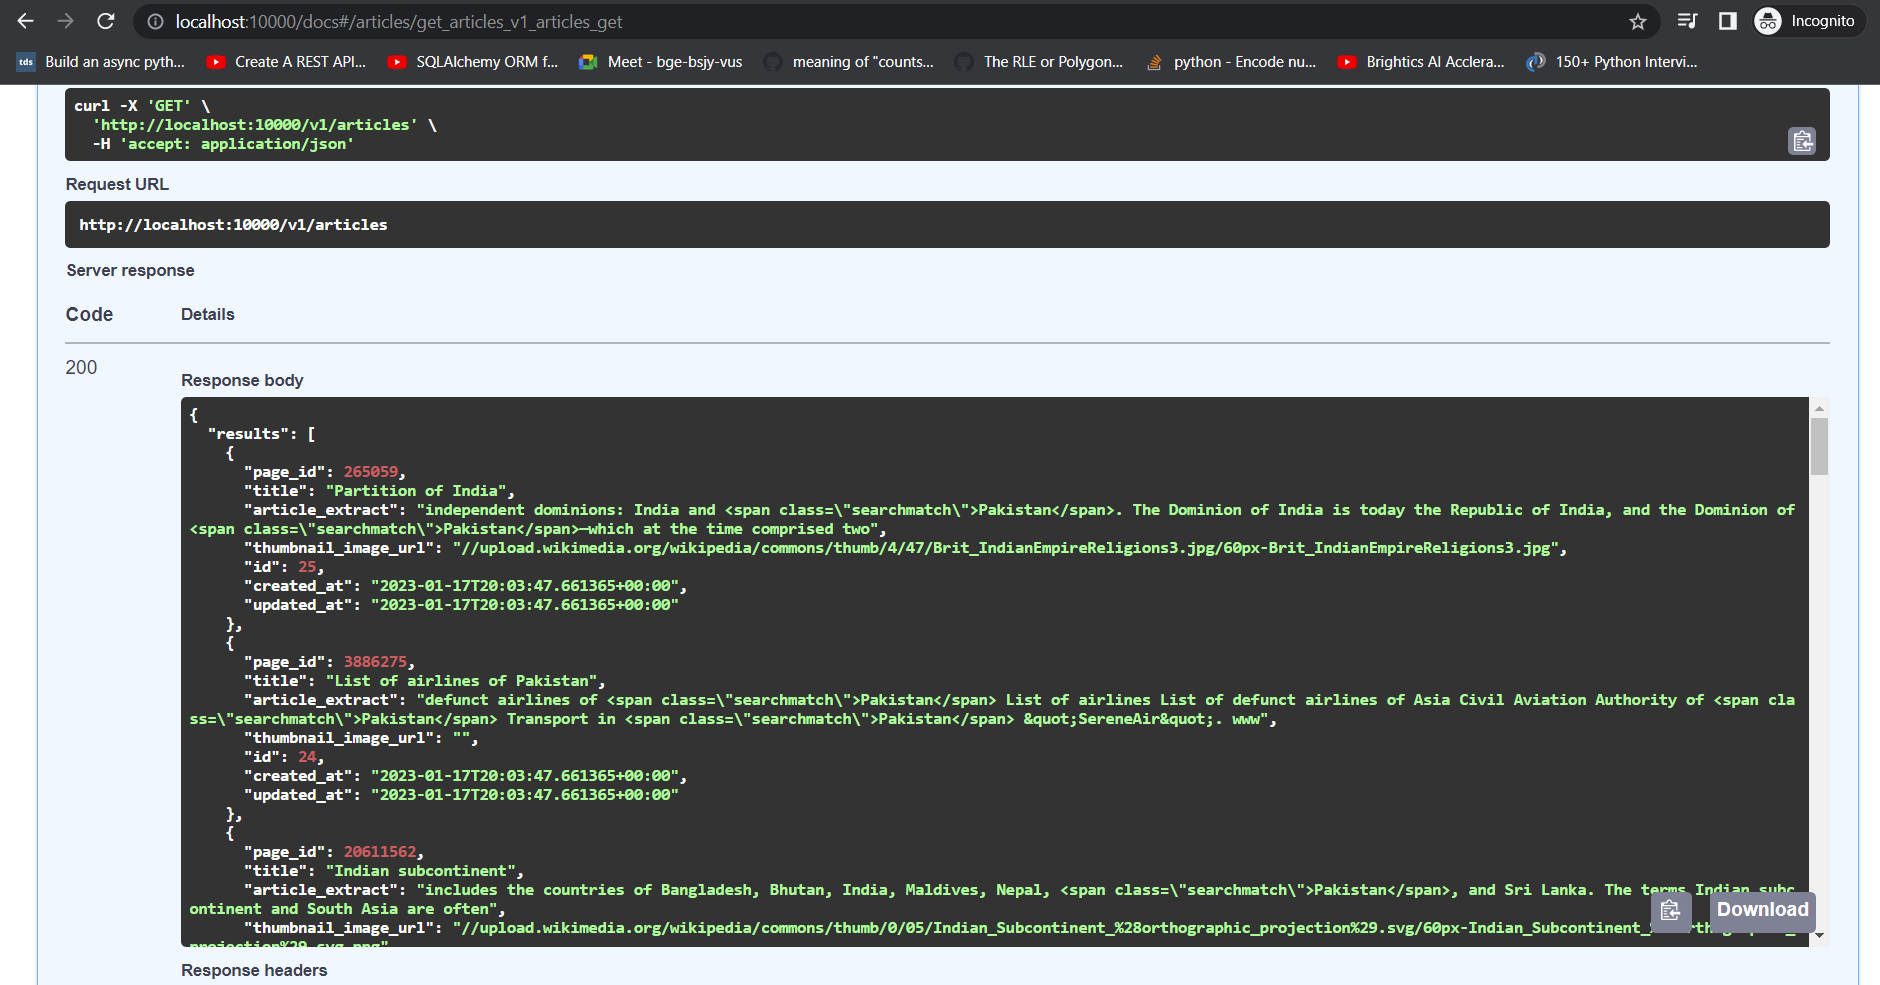 localhost:10000/docs#/articles/get_articles_v1_articles_get
Incognito
tds Build an async pyth... Create A REST API... SQLAlchemy ORM f... Meet - bge-bsjy-vus meaning of "counts... The RLE or Polygon... python - Encode nu... Brightics AI Acclera... 150+ Python Intervi...
curl -X 'GET' \
'http://localhost:10000/v1/articles' \
-H 'accept: application/json'
Request URL
http://localhost:10000/v1/articles
Server response
Code Details
200
Response body
{
"results": [
{
"page_id": 265059,
"title": "Partition of India",
"article_extract": "independent dominions: India and <span class=\"searchmatch\">Pakistan</span>. The Dominion of India is today the Republic of India, and the Dominion of
<span class=\"searchmatch\">Pakistan</span>—which at the time comprised two",
"thumbnail_image_url": "//upload.wikimedia.org/wikipedia/commons/thumb/4/47/Brit_IndianEmpireReligions3.jpg/60px-Brit_IndianEmpireReligions3.jpg",
"id": 25,
"created_at": "2023-01-17T20:03:47.661365+00:00",
"updated_at": "2023-01-17T20:03:47.661365+00:00"
},
{
"page_id": 3886275,
"title": "List of airlines of Pakistan",
"article_extract": "defunct airlines of <span class=\"searchmatch\">Pakistan</span> List of airlines List of defunct airlines of Asia Civil Aviation Authority of <span cla
ss=\"searchmatch\">Pakistan</span> Transport in <span class=\"searchmatch\">Pakistan</span> &quot;SereneAir&quot;. www",
"thumbnail_image_url": "",
"id": 24,
"created_at": "2023-01-17T20:03:47.661365+00:00",
"updated_at": "2023-01-17T20:03:47.661365+00:00"
},
{
"page_id": 20611562,
"title": "Indian subcontinent",
"article_extract": "includes the countries of Bangladesh, Bhutan, India, Maldives, Nepal, <span class=\"searchmatch\">Pakistan</span>, and Sri Lanka. The terms Indian subc
ontinent and South Asia are often",
"thumbnail_image_url": "//upload.wikimedia.org/wikipedia/commons/thumb/0/05/Indian_Subcontinent_%28orthographic_projection%29.svg/60px-Indian_Subcontinent_
projection%29.svg.png"
Download
Response headers